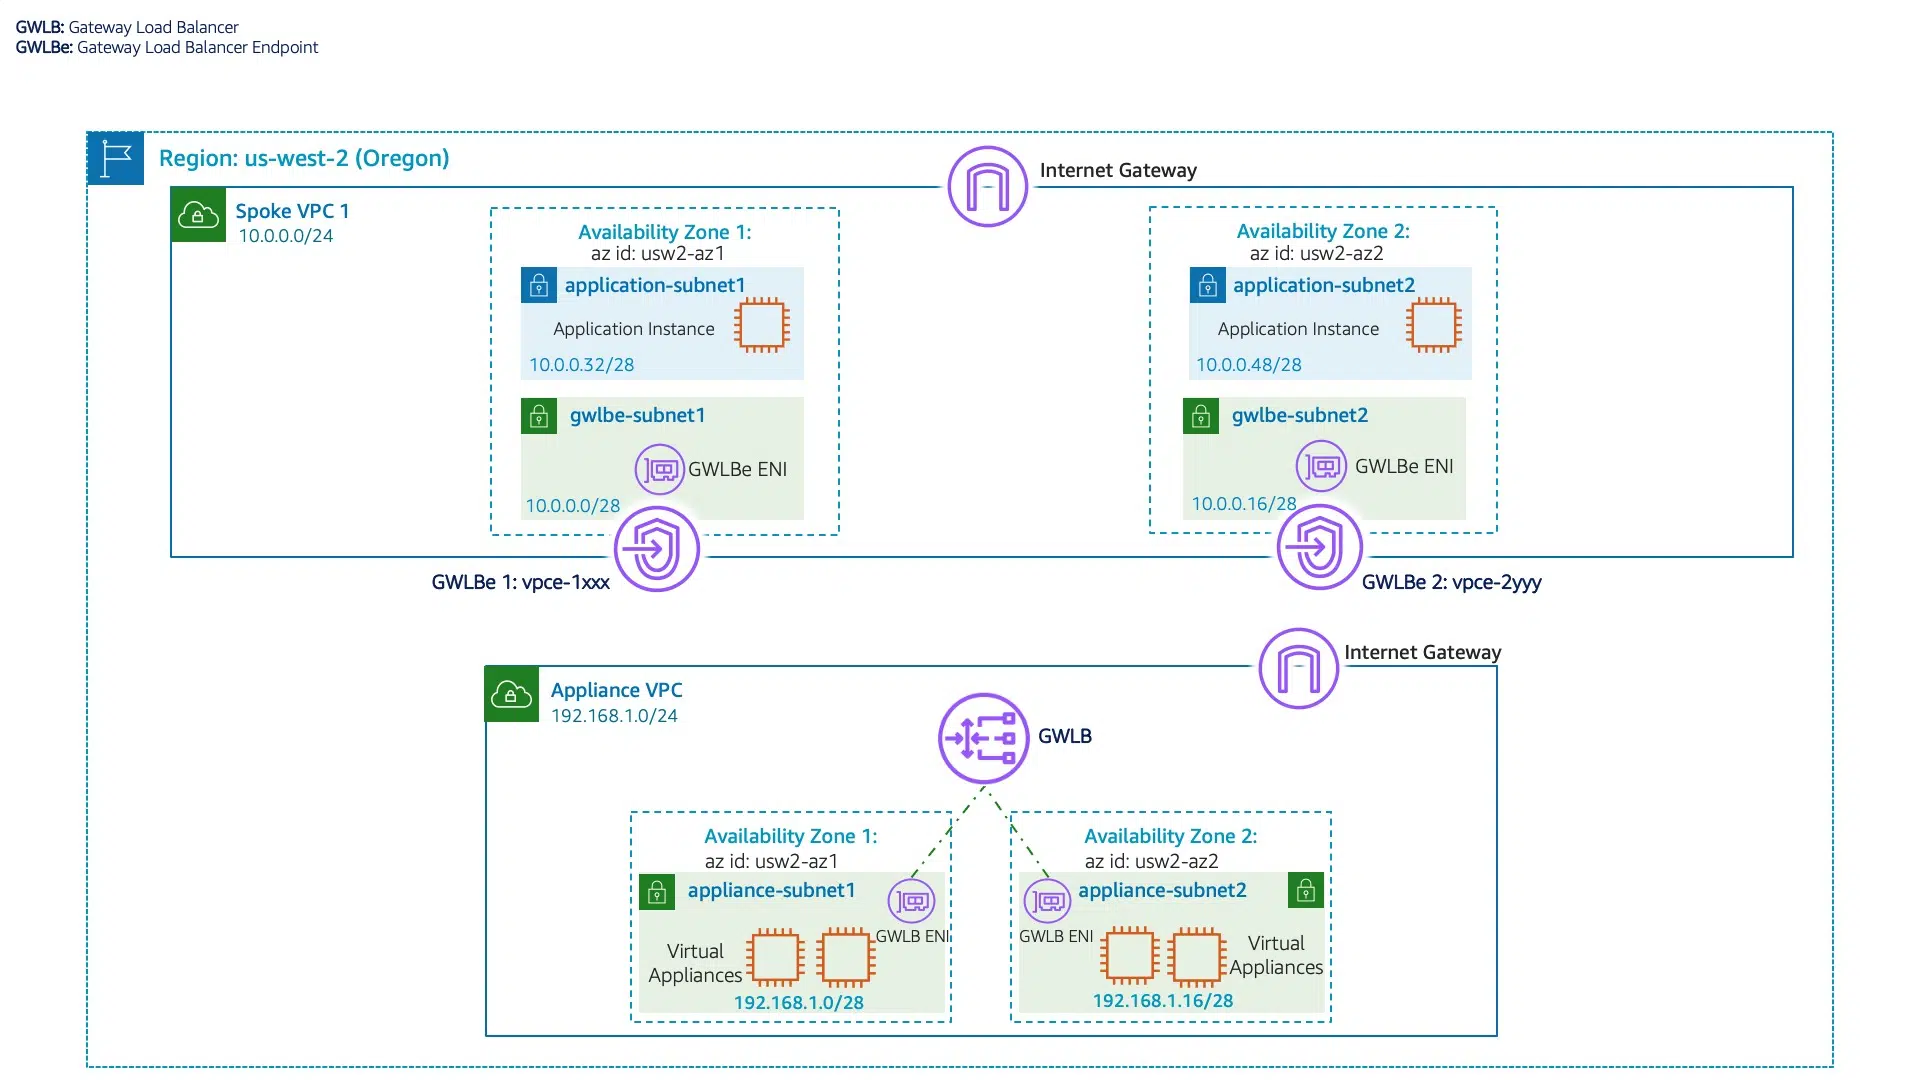 GWLB: Gateway Load Balancer
GWLBe: Gateway Load Balancer Endpoint
Region: us-west-2 (Oregon)
Internet Gateway
Spoke VPC 1
10.0.0.0/24
Availability Zone 1:
az id: usw2-az1
application-subnet1
Application Instance
10.0.0.32/28
gwlbe-subnet1
GWLBe ENI
10.0.0.0/28
GWLBe 1: vpce-1xxx
Availability Zone 2:
az id: usw2-az2
application-subnet2
Application Instance
10.0.0.48/28
gwlbe-subnet2
GWLBe ENI
10.0.0.16/28
GWLBe 2: vpce-2yyy
Internet Gateway
Appliance VPC
192.168.1.0/24
GWLB
Availability Zone 1:
az id: usw2-az1
appliance-subnet1
GWLB ENI
Virtual
Appliances
192.168.1.0/28
Availability Zone 2:
az id: usw2-az2
appliance-subnet2
GWLB ENI
Virtual
Appliances
192.168.1.16/28